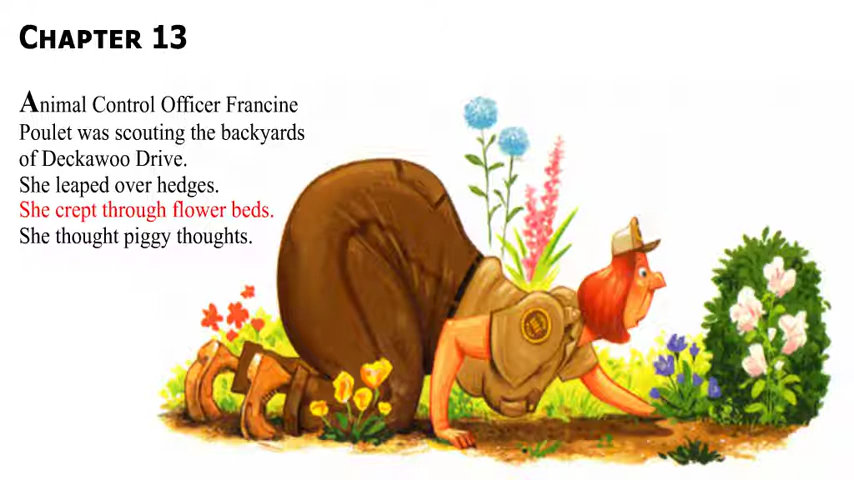 CHAPTER 13
Animal Control Officer Francine
Poulet was scouting the backyards
of Deckawoo Drive.
She leaped over hedges.
She crept through flower beds.
She thought piggy thoughts.